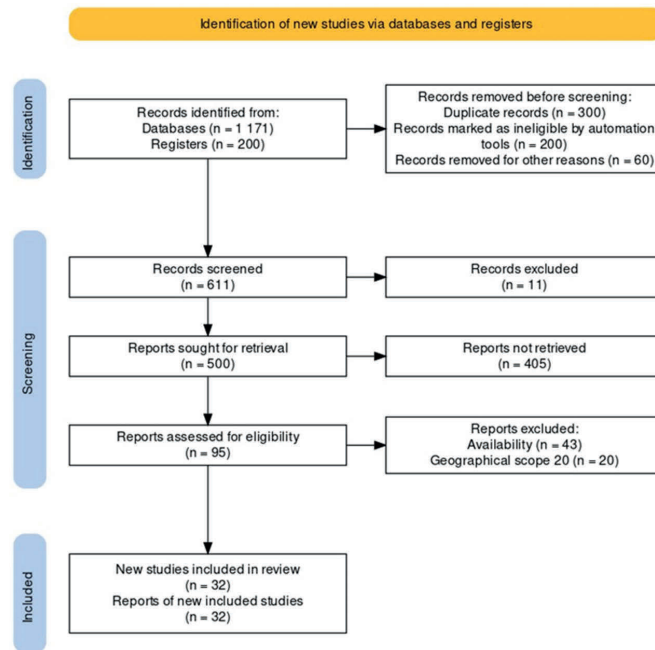 Identification of new studies via databases and registers
Identification
Records identified from:
Databases (n = 1 171)
Registers (n = 200)
Records removed before screening:
Duplicate records (n = 300)
Records marked as ineligible by automation
tools (n = 200)
Records removed for other reasons (n = 60)
Screening
Records screened
(n = 611)
Records excluded
(n = 11)
Reports sought for retrieval
(n = 500)
Reports not retrieved
(n = 405)
Reports assessed for eligibility
(n = 95)
Reports excluded:
Availability (n = 43)
Geographical scope 20 (n = 20)
Included
New studies included in review
(n = 32)
Reports of new included studies
(n = 32)